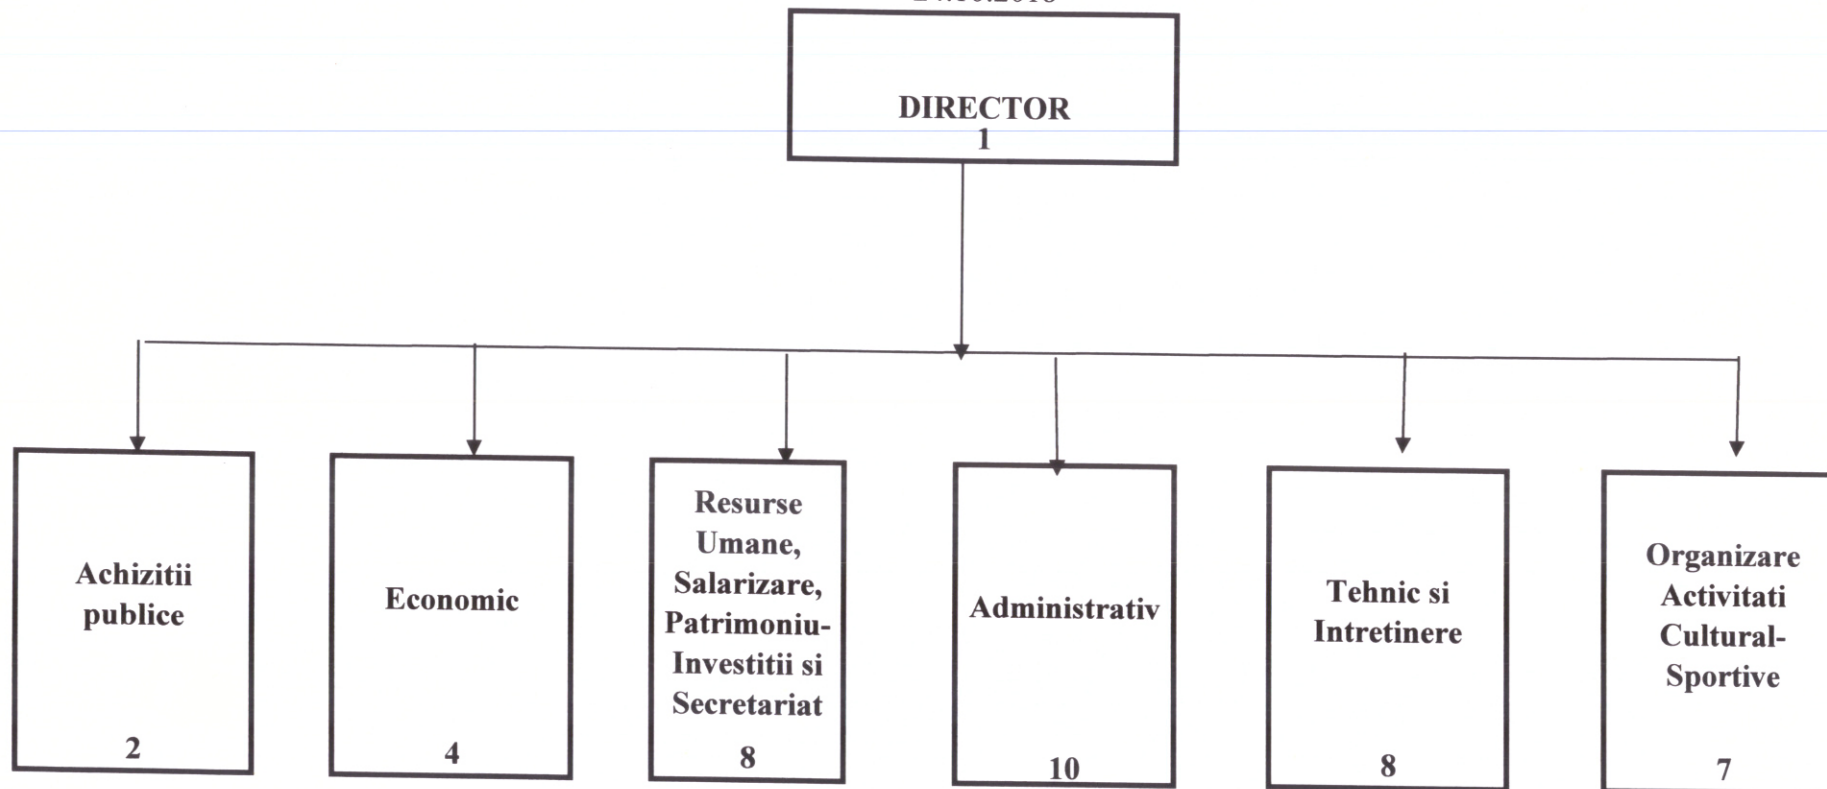 DIRECTOR
1
Achizitii
publice
2
Economic
4
Resurse
Umane,
Salarizare,
Patrimoniu-
Investitii si
Secretariat
8
Administrativ
10
Tehnic si
Intretinere
8
Organizare
Activitati
Cultural-
Sportive
7